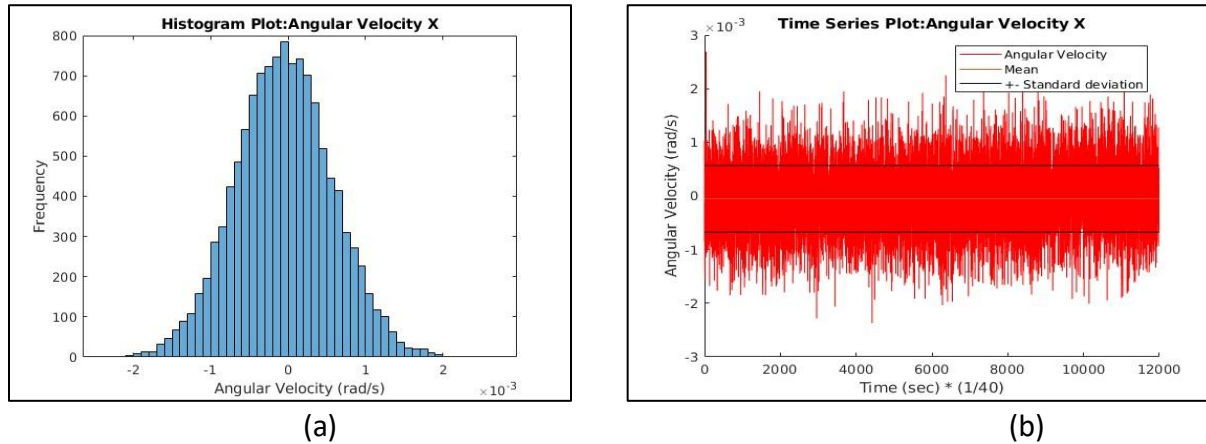 Histogram Plot:Angular Velocity X
800
700
600
500
400
300
200
100
0
Frequency
-2 -1 0 1 2
Angular Velocity (rad/s)
×10⁻³
(a)
Time Series Plot:Angular Velocity X
×10⁻³
3
2
1
0
-1
-2
-3
Angular Velocity (rad/s)
Angular Velocity
Mean
+- Standard deviation
0 2000 4000 6000 8000 10000 12000
Time (sec) * (1/40)
(b)